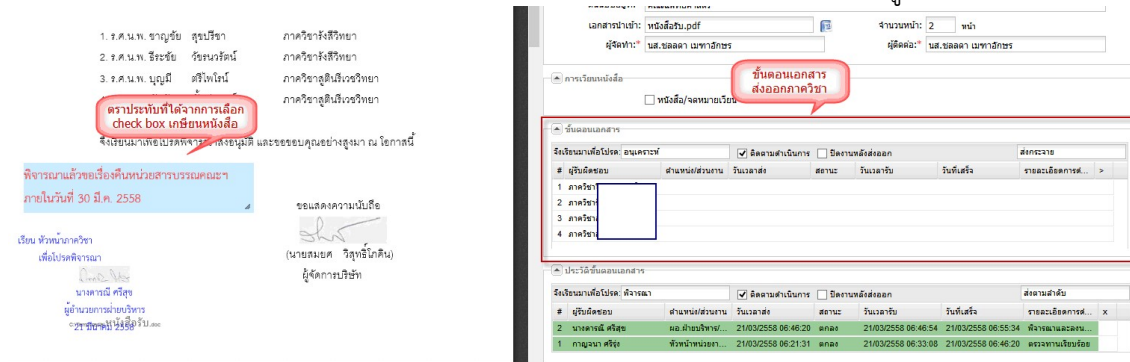 1. ร.ศ.น.พ. ชาญชัย สุขปรีชา ภาควิชารังสีวิทยา
2. ร.ศ.น.พ. ธีระชัย วัชรนวรัตน์ ภาควิชารังสีวิทยา
3. ร.ศ.น.พ. บุญมี ตรีไพโรน์ ภาควิชาสูตินรีเวชวิทยา
ภาควิชาสูตินรีเวชวิทยา
ตราประทับที่ได้จากการเลือก
check box เกษียนหนังสือ
จึงเรียนมาเพื่อโปรดพิจารณาส่งอนุมัติ และขอขอบคุณอย่างสูงมา ณ โอกาสนี้
พิจารณาแล้วขอเรื่องคืนหน่วยสารบรรณคณะฯ
ภายในวันที่ 30 มี.ค. 2558
ขอแสดงความนับถือ
(นายสมยศ วิสุทธิ์โภคิน)
ผู้จัดการบริษัท
เรียน หัวหน้าภาควิชา
เพื่อโปรดพิจารณา
นางดารณี ศรีสุข
ผู้อำนวยการฝ่ายบริหาร
21 มีนาคม 2558
หนังสือรับ.doc
เอกสารนำเข้า: หนังสือรับ.pdf จำนวนหน้า: 2 หน้า
ผู้จัดทำ:* นส.ชลลดา เมฑาอักษร ผู้ติดต่อ:* นส.ชลลดา เมฑาอักษร
การเวียนหนังสือ
ขั้นตอนเอกสาร
ส่งออกภาควิชา
หนังสือ/จดหมายเวียน
ขั้นตอนเอกสาร
จึงเรียนมาเพื่อโปรด: อนุเคราะห์ ติดตามดำเนินการ ปิดงานหลังส่งออก ส่งกระจาย
# ผู้รับผิดชอบ ตำแหน่ง/ส่วนงาน วันเวลาส่ง สถานะ วันเวลารับ วันที่เสร็จ รายละเอียดการด... >
1 ภาควิชา
2 ภาควิชา
3 ภาควิชา
4 ภาควิชา
ประวัติขั้นตอนเอกสาร
จึงเรียนมาเพื่อโปรด: พิจารณา ติดตามดำเนินการ ปิดงานหลังส่งออก ส่งตามลำดับ
# ผู้รับผิดชอบ ตำแหน่ง/ส่วนงาน วันเวลาส่ง สถานะ วันเวลารับ วันที่เสร็จ รายละเอียดการด... x
2 นางดารณี ศรีสุข ผอ.ฝ่ายบริหาร/... 21/03/2558 06:46:20 ตกลง 21/03/2558 06:46:54 21/03/2558 06:55:34 พิจารณาและลงน...
1 กาญจนา ศรีรุ่ง หัวหน้าหน่วยงา... 21/03/2558 06:21:31 ตกลง 21/03/2558 06:33:08 21/03/2558 06:46:20 ตรวจทานเรียบร้อย